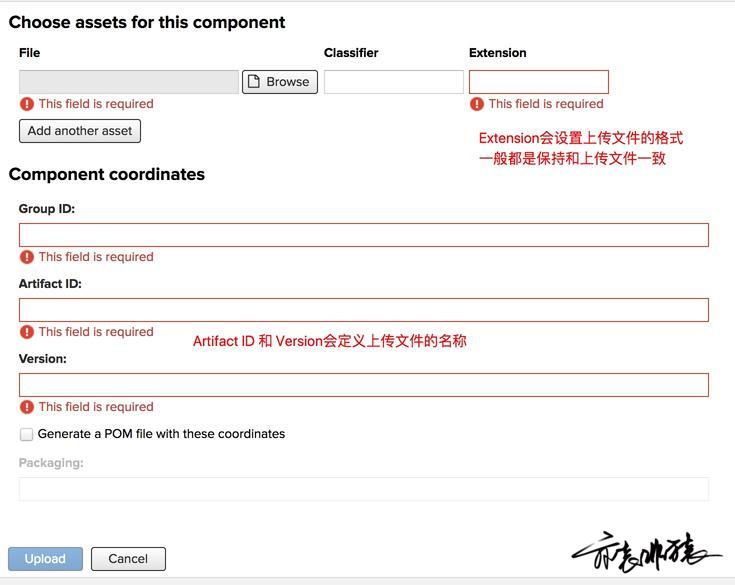 Choose assets for this component
File Classifier Extension
Browse
This field is required This field is required
Add another asset
Extension会设置上传文件的格式
一般都是保持和上传文件一致
Component coordinates
Group ID:
This field is required
Artifact ID:
This field is required
Artifact ID 和 Version会定义上传文件的名称
Version:
This field is required
Generate a POM file with these coordinates
Packaging:
Upload Cancel